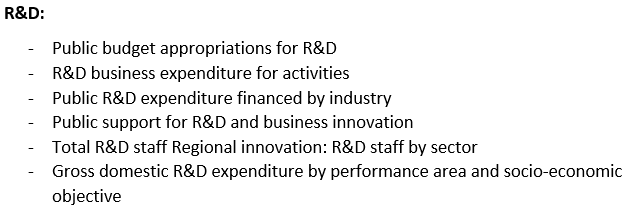 R&D:
- Public budget appropriations for R&D
- R&D business expenditure for activities
- Public R&D expenditure financed by industry
- Public support for R&D and business innovation
- Total R&D staff Regional innovation: R&D staff by sector
- Gross domestic R&D expenditure by performance area and socio-economic
objective